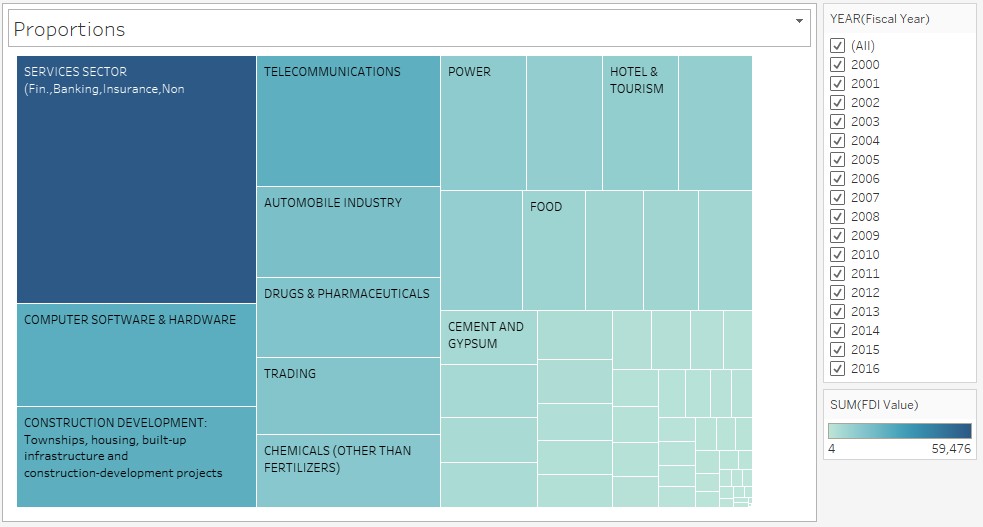 Proportions
SERVICES SECTOR
(Fin.,Banking,Insurance,Non
COMPUTER SOFTWARE & HARDWARE
CONSTRUCTION DEVELOPMENT:
Townships, housing, built-up
infrastructure and
construction-development projects
TELECOMMUNICATIONS
AUTOMOBILE INDUSTRY
DRUGS & PHARMACEUTICALS
TRADING
CHEMICALS (OTHER THAN
FERTILIZERS)
POWER
HOTEL &
TOURISM
FOOD
CEMENT AND
GYPSUM
YEAR(Fiscal Year)
(All)
2000
2001
2002
2003
2004
2005
2006
2007
2008
2009
2010
2011
2012
2013
2014
2015
2016
SUM(FDI Value)
4
59,476